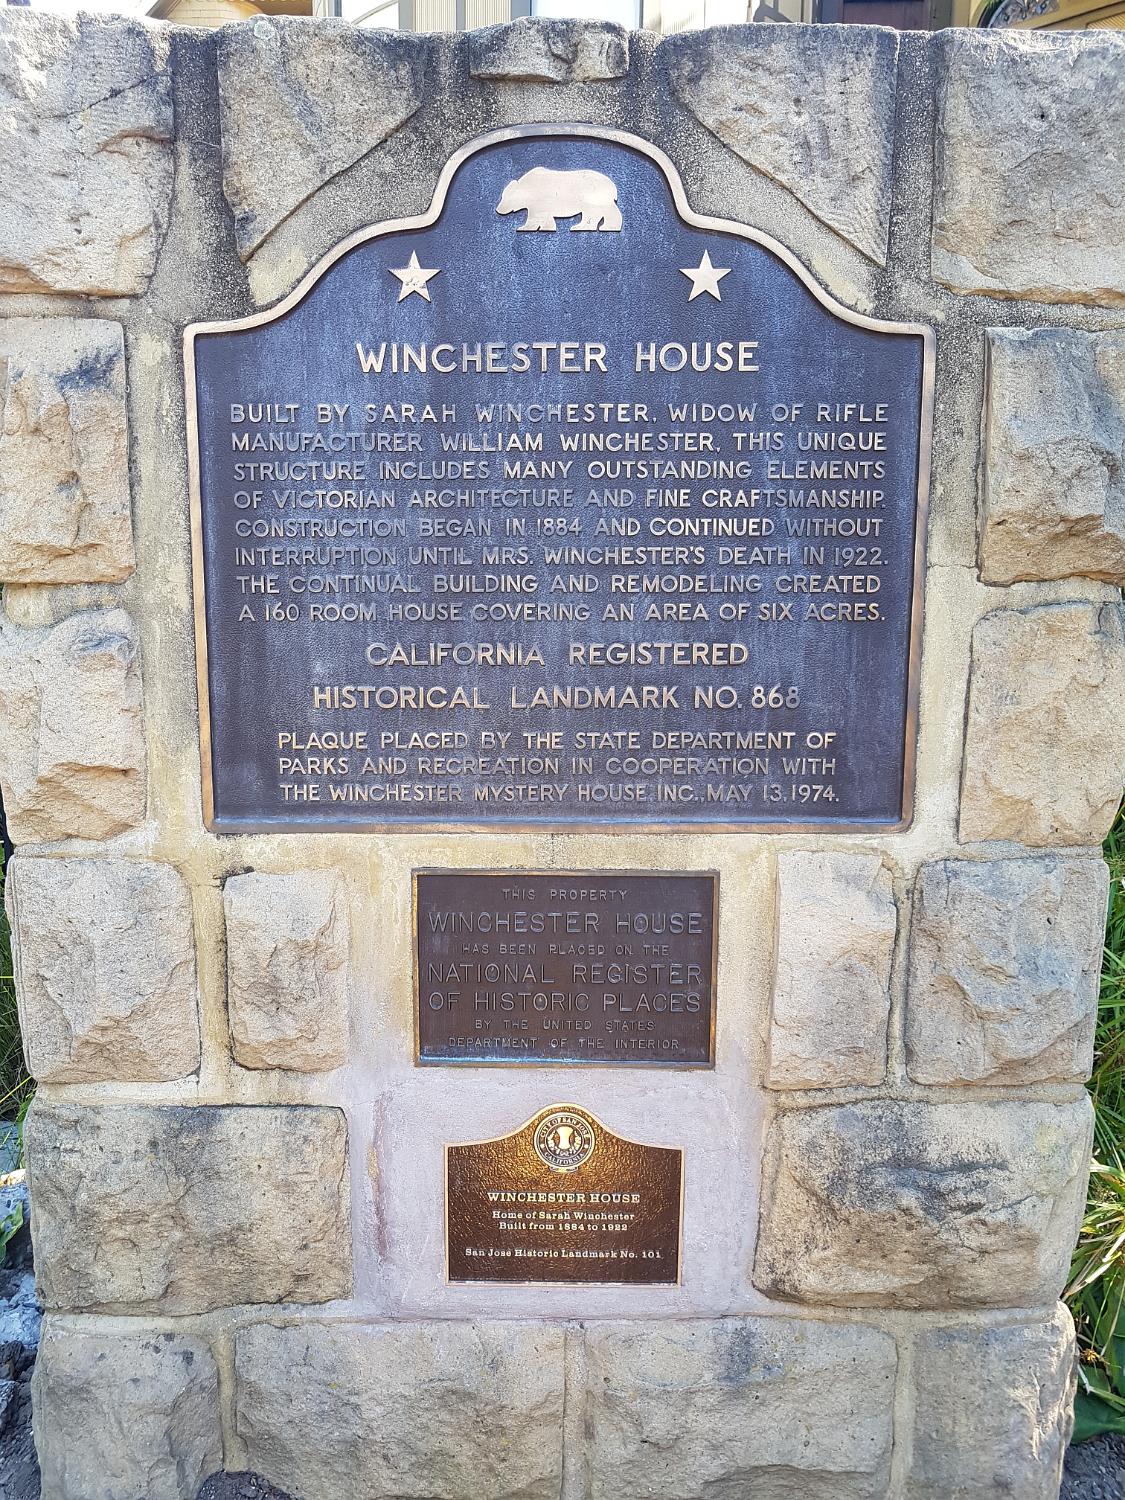 WINCHESTER HOUSE
BUILT BY SARAH WINCHESTER, WIDOW OF RIFLE
MANUFACTURER WILLIAM WINCHESTER, THIS UNIQUE
STRUCTURE INCLUDES MANY OUTSTANDING ELEMENTS
OF VICTORIAN ARCHITECTURE AND FINE CRAFTSMANSHIP.
CONSTRUCTION BEGAN IN 1884 AND CONTINUED WITHOUT
INTERRUPTION UNTIL MRS. WINCHESTER'S DEATH IN 1922.
THE CONTINUAL BUILDING AND REMODELING CREATED
A 160 ROOM HOUSE COVERING AN AREA OF SIX ACRES.
CALIFORNIA REGISTERED
HISTORICAL LANDMARK NO. 868
PLAQUE PLACED BY THE STATE DEPARTMENT OF
PARKS AND RECREATION IN COOPERATION WITH
THE WINCHESTER MYSTERY HOUSE, INC., MAY 13, 1974.
THIS PROPERTY
WINCHESTER HOUSE
HAS BEEN PLACED ON THE
NATIONAL REGISTER
OF HISTORIC PLACES
BY THE UNITED STATES
DEPARTMENT OF THE INTERIOR
CITY OF SAN JOSE
CALIFORNIA
WINCHESTER HOUSE
Home of Sarah Winchester
Built from 1884 to 1922
San José Historic Landmark No. 101